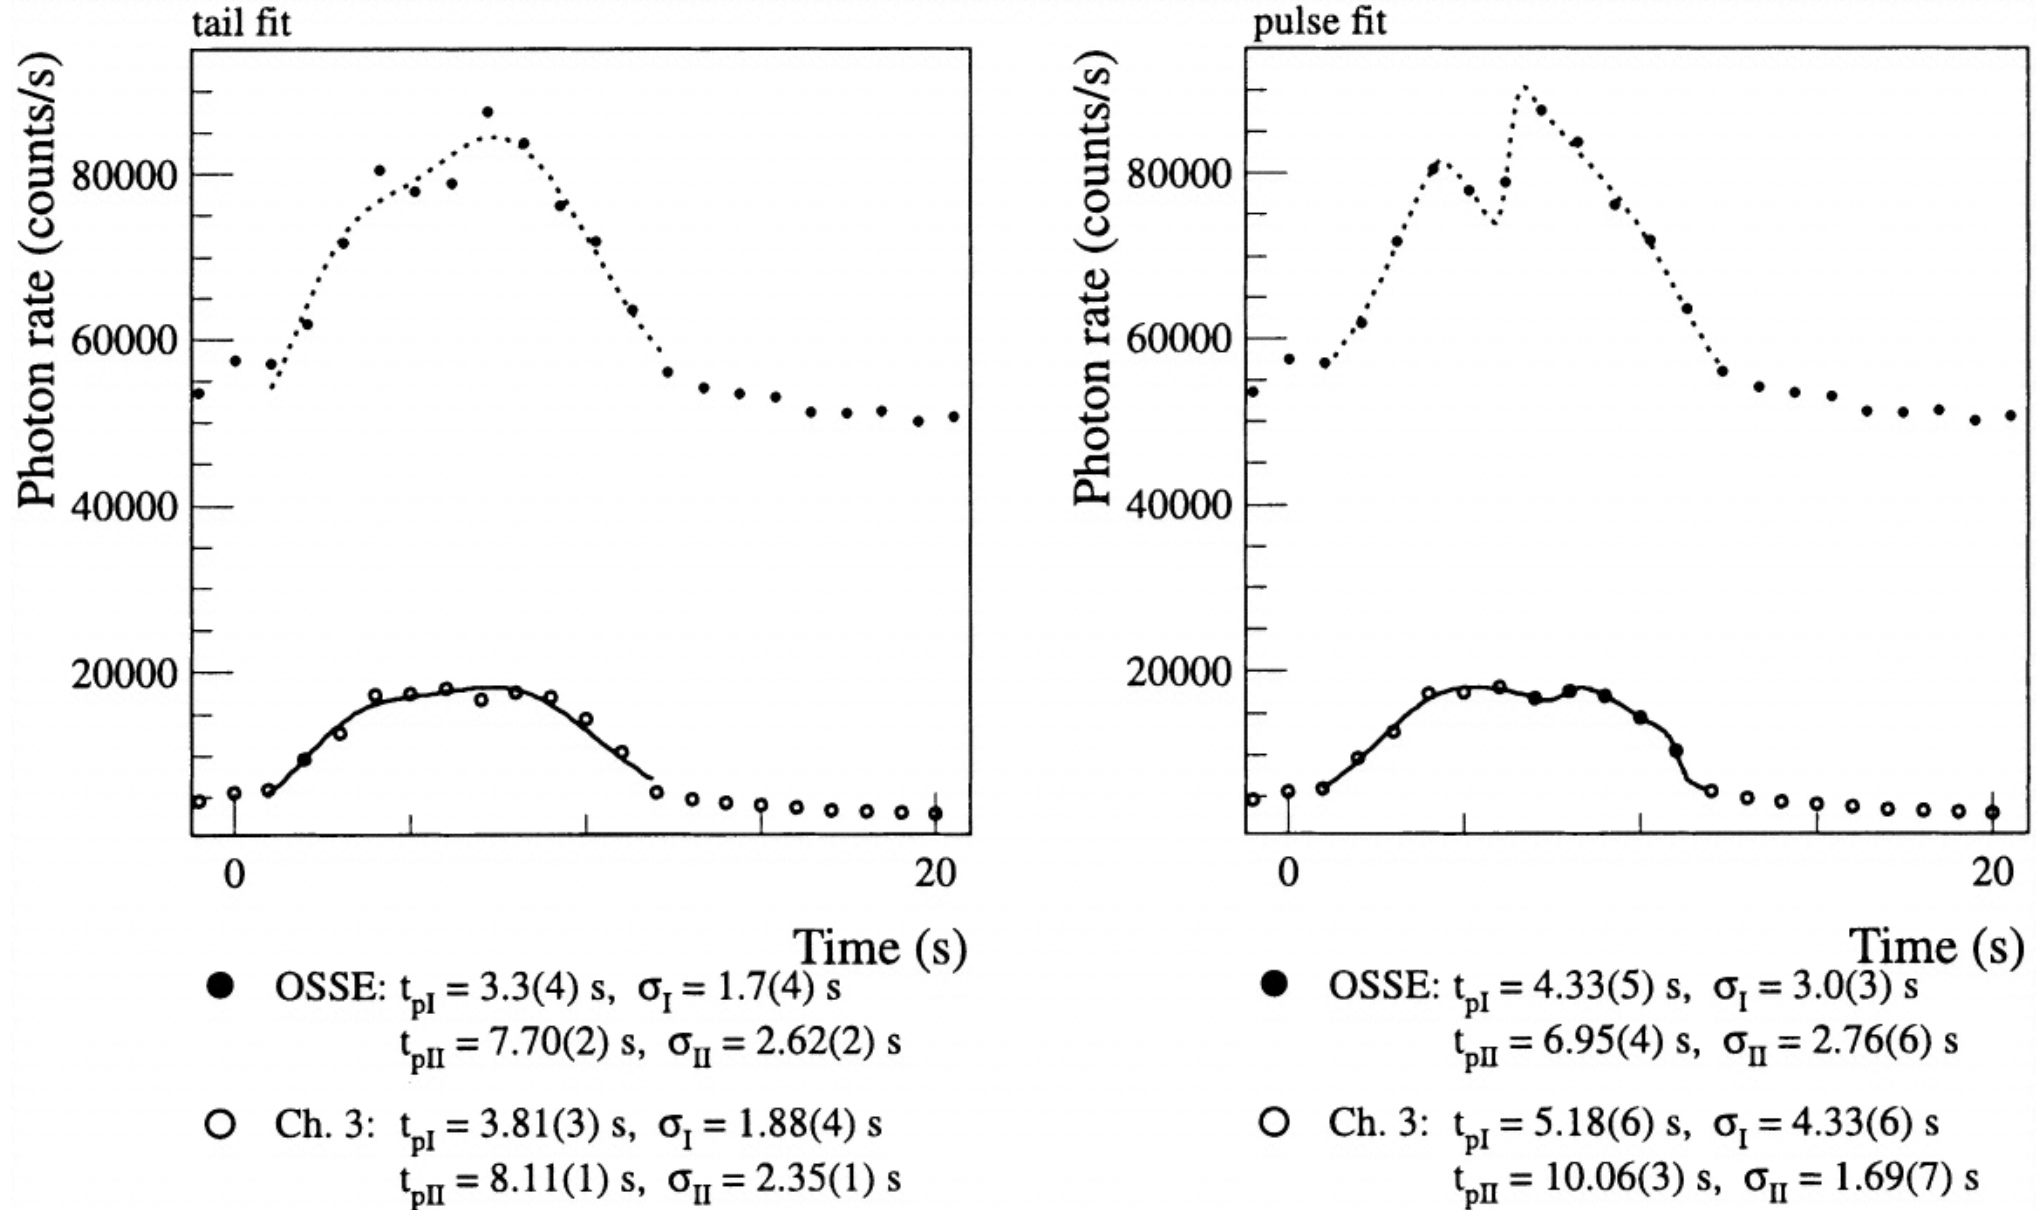 tail fit
Photon rate (counts/s)
80000
60000
40000
20000
0
20
Time (s)
OSSE: t_pI = 3.3(4) s, σ_I = 1.7(4) s
t_pII = 7.70(2) s, σ_II = 2.62(2) s
Ch. 3: t_pI = 3.81(3) s, σ_I = 1.88(4) s
t_pII = 8.11(1) s, σ_II = 2.35(1) s
pulse fit
Photon rate (counts/s)
80000
60000
40000
20000
0
20
Time (s)
OSSE: t_pI = 4.33(5) s, σ_I = 3.0(3) s
t_pII = 6.95(4) s, σ_II = 2.76(6) s
Ch. 3: t_pI = 5.18(6) s, σ_I = 4.33(6) s
t_pII = 10.06(3) s, σ_II = 1.69(7) s